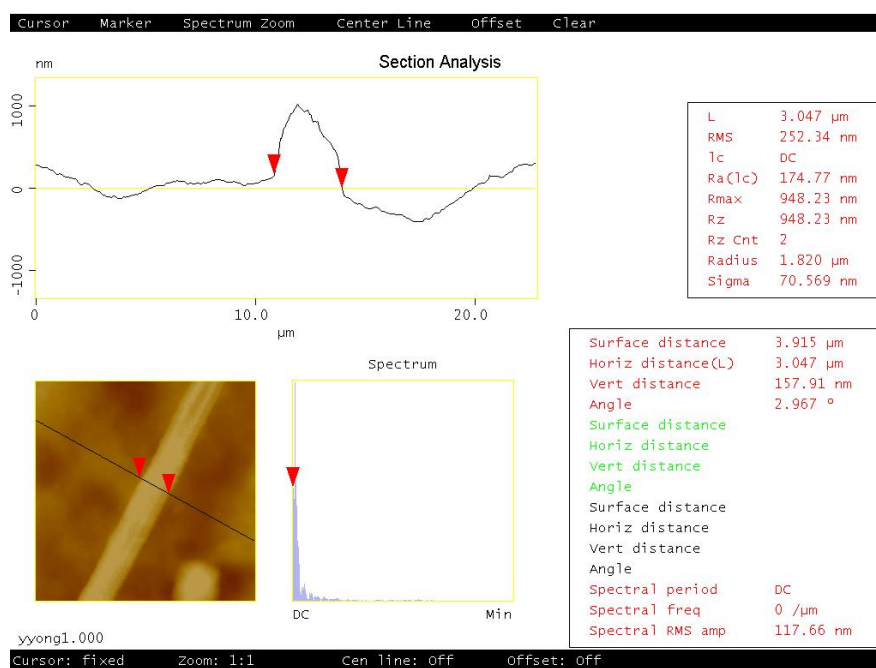 Cursor Marker Spectrum Zoom Center Line Offset Clear
nm
Section Analysis
1000
0
-1000
0 10.0 20.0
µm
L 3.047 µm
RMS 252.34 nm
lc DC
Ra(lc) 174.77 nm
Rmax 948.23 nm
Rz 948.23 nm
Rz Cnt 2
Radius 1.820 µm
Sigma 70.569 nm
Surface distance 3.915 µm
Horiz distance(L) 3.047 µm
Vert distance 157.91 nm
Angle 2.967 º
Surface distance
Horiz distance
Vert distance
Angle
Surface distance
Horiz distance
Vert distance
Angle
Spectral period DC
Spectral freq 0 /µm
Spectral RMS amp 117.66 nm
Spectrum
DC Min
yyong1.000
Cursor: fixed Zoom: 1:1 Cen line: Off Offset: Off